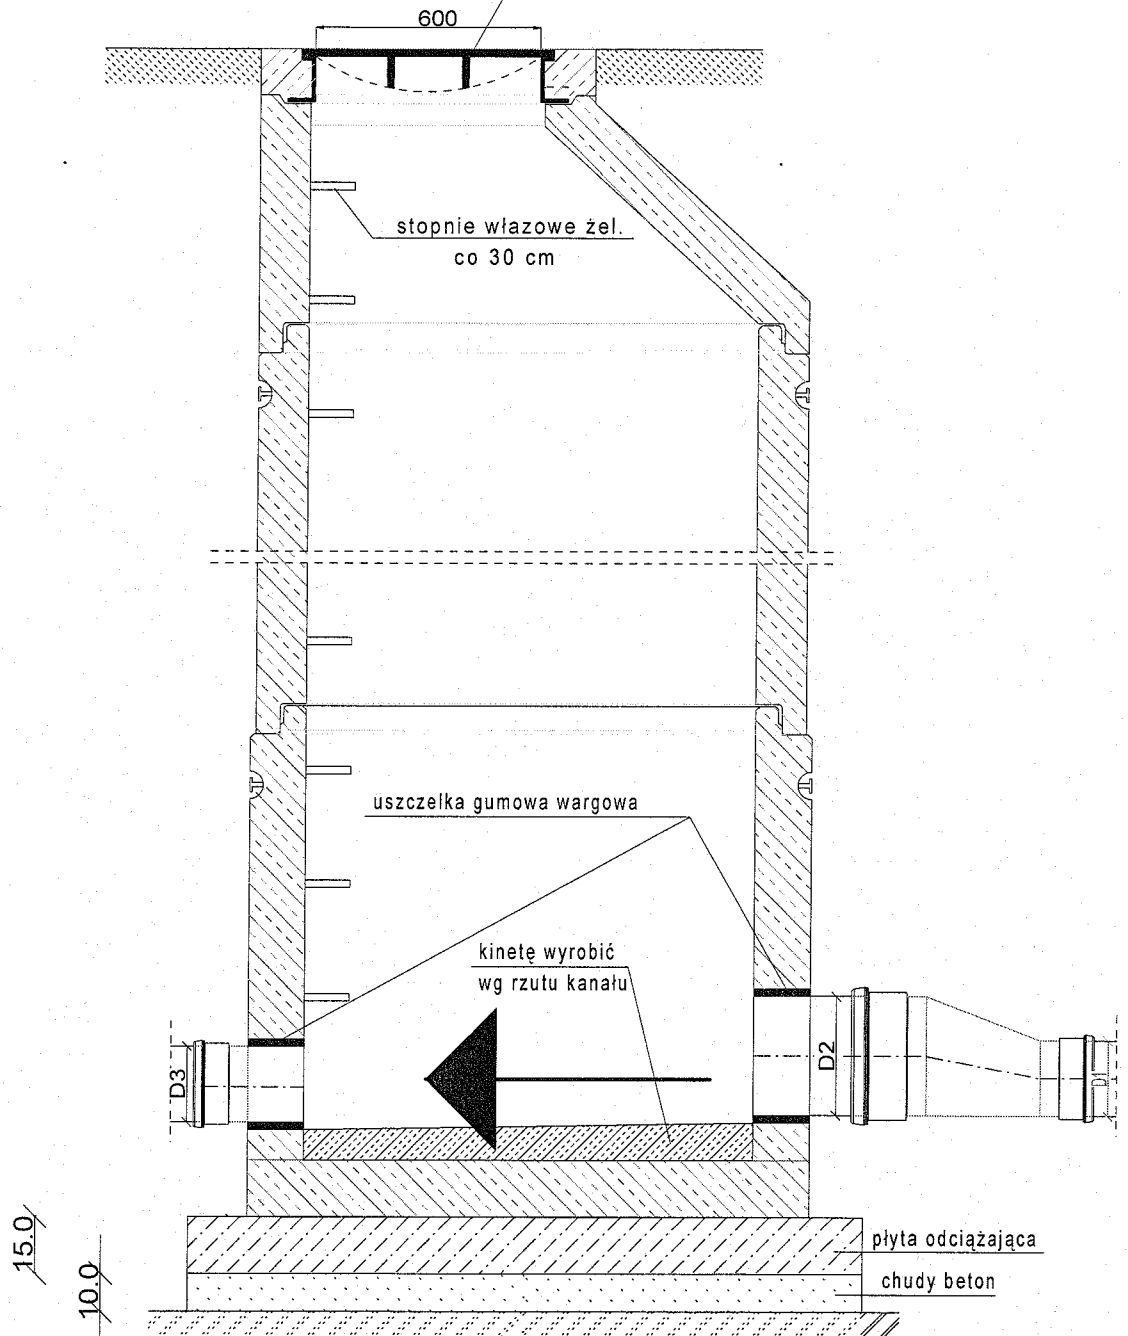 600
stopnie włazowe żel.
co 30 cm
uszczelka gumowa wargowa
kinetę wyrobić
wg rzutu kanału
D3
D2
D1
płyta odciążająca
chudy beton
15.0
10.0